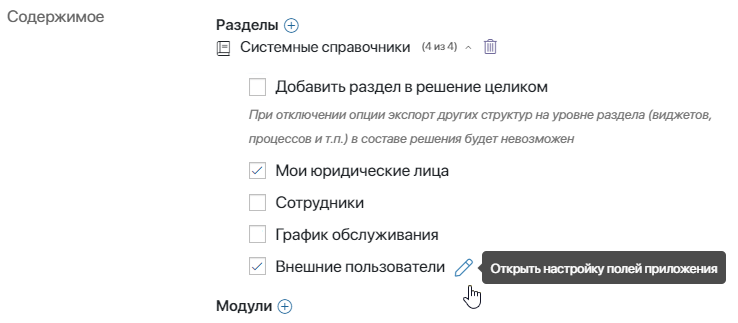 Содержимое
Разделы
Системные справочники (4 из 4)
Добавить раздел в решение целиком
При отключении опции экспорт других структур на уровне раздела (виджетов,
процессов и т.п.) в составе решения будет невозможен
Мои юридические лица
Сотрудники
График обслуживания
Внешние пользователи Открыть настройку полей приложения
Модули